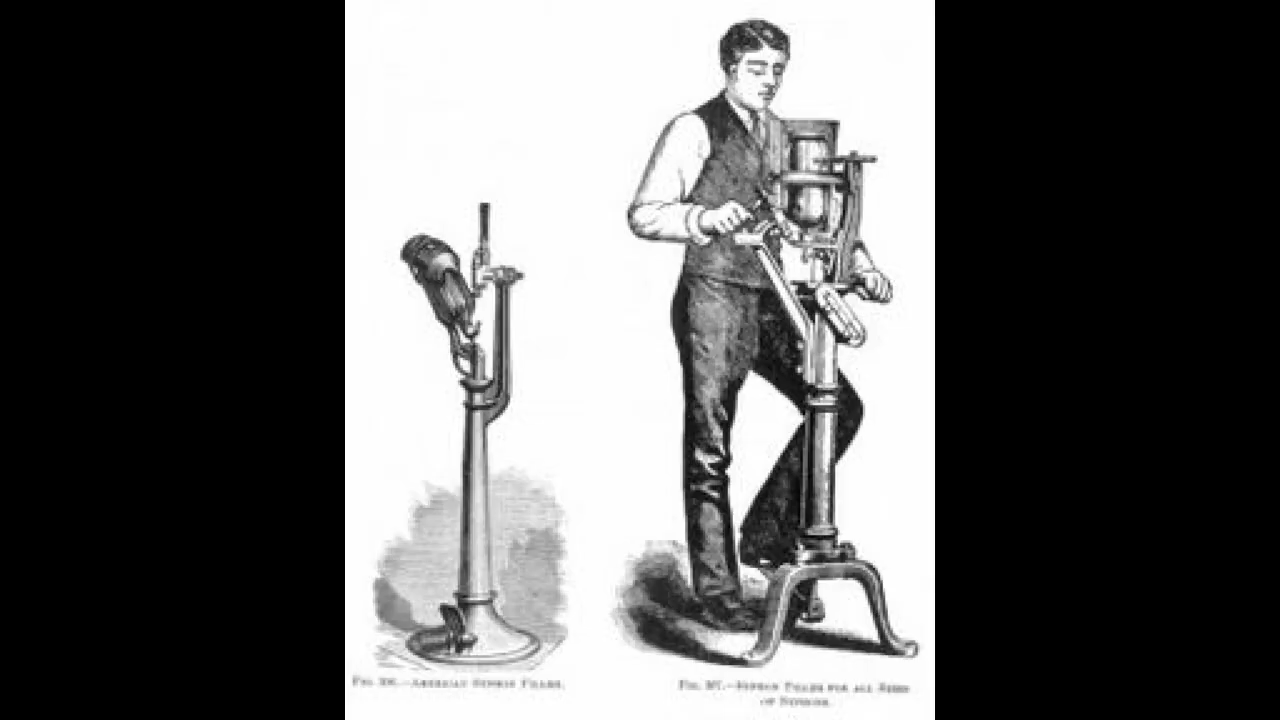 FIG. —AMERICAN SIPHON FILLER.
FIG. —SIPHON FILLER FOR ALL SIZES
OF SIPHONS.